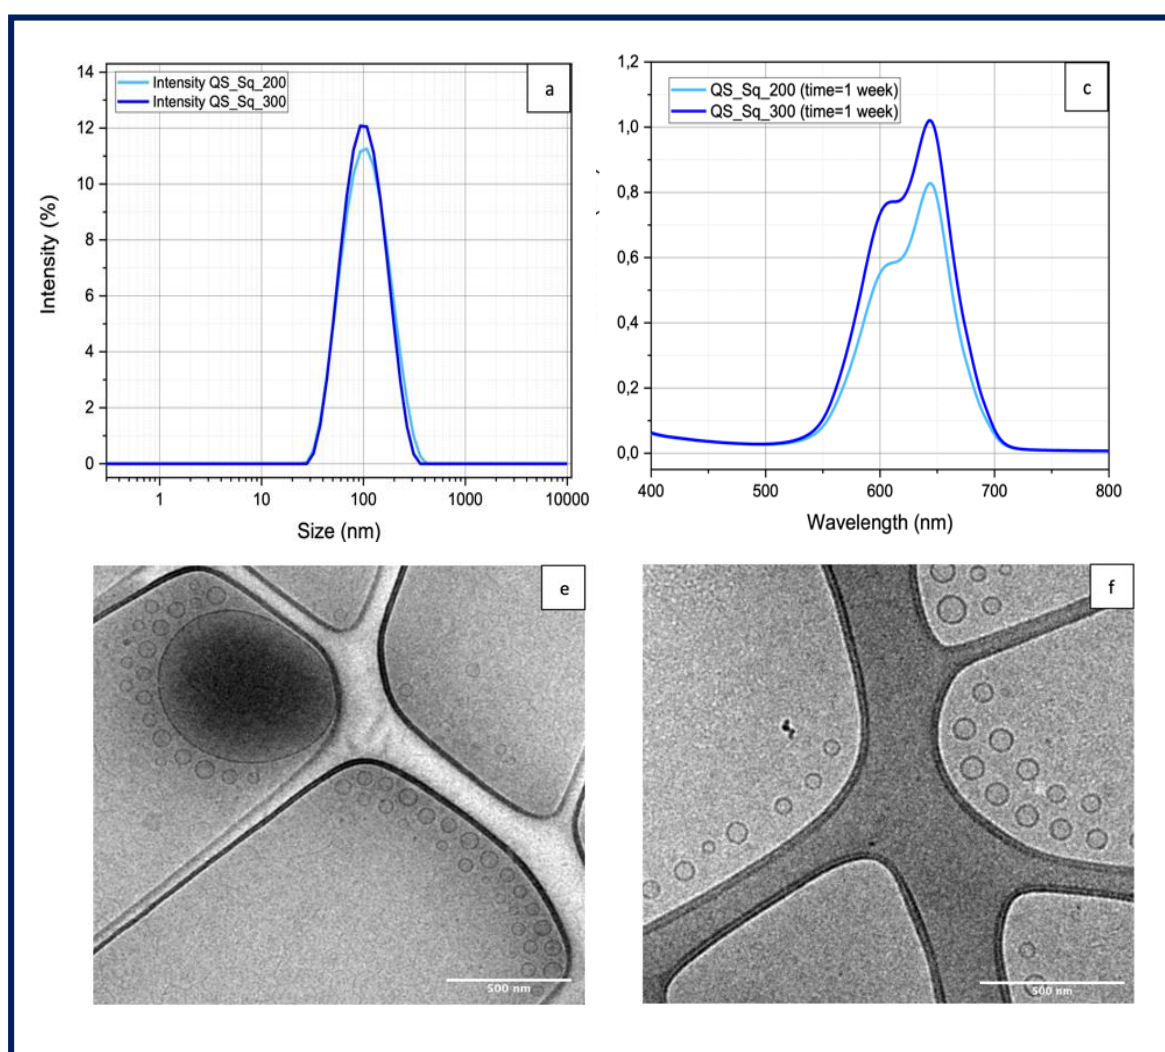 14
12
10
8
6
4
2
0
Intensity (%)
Intensity QS_Sq_200
Intensity QS_Sq_300
a
1
10
100
1000
10000
Size (nm)
1,2
1,0
0,8
0,6
0,4
0,2
0,0
QS_Sq_200 (time=1 week)
QS_Sq_300 (time=1 week)
c
400
500
600
700
800
Wavelength (nm)
e
500 nm
f
500 nm